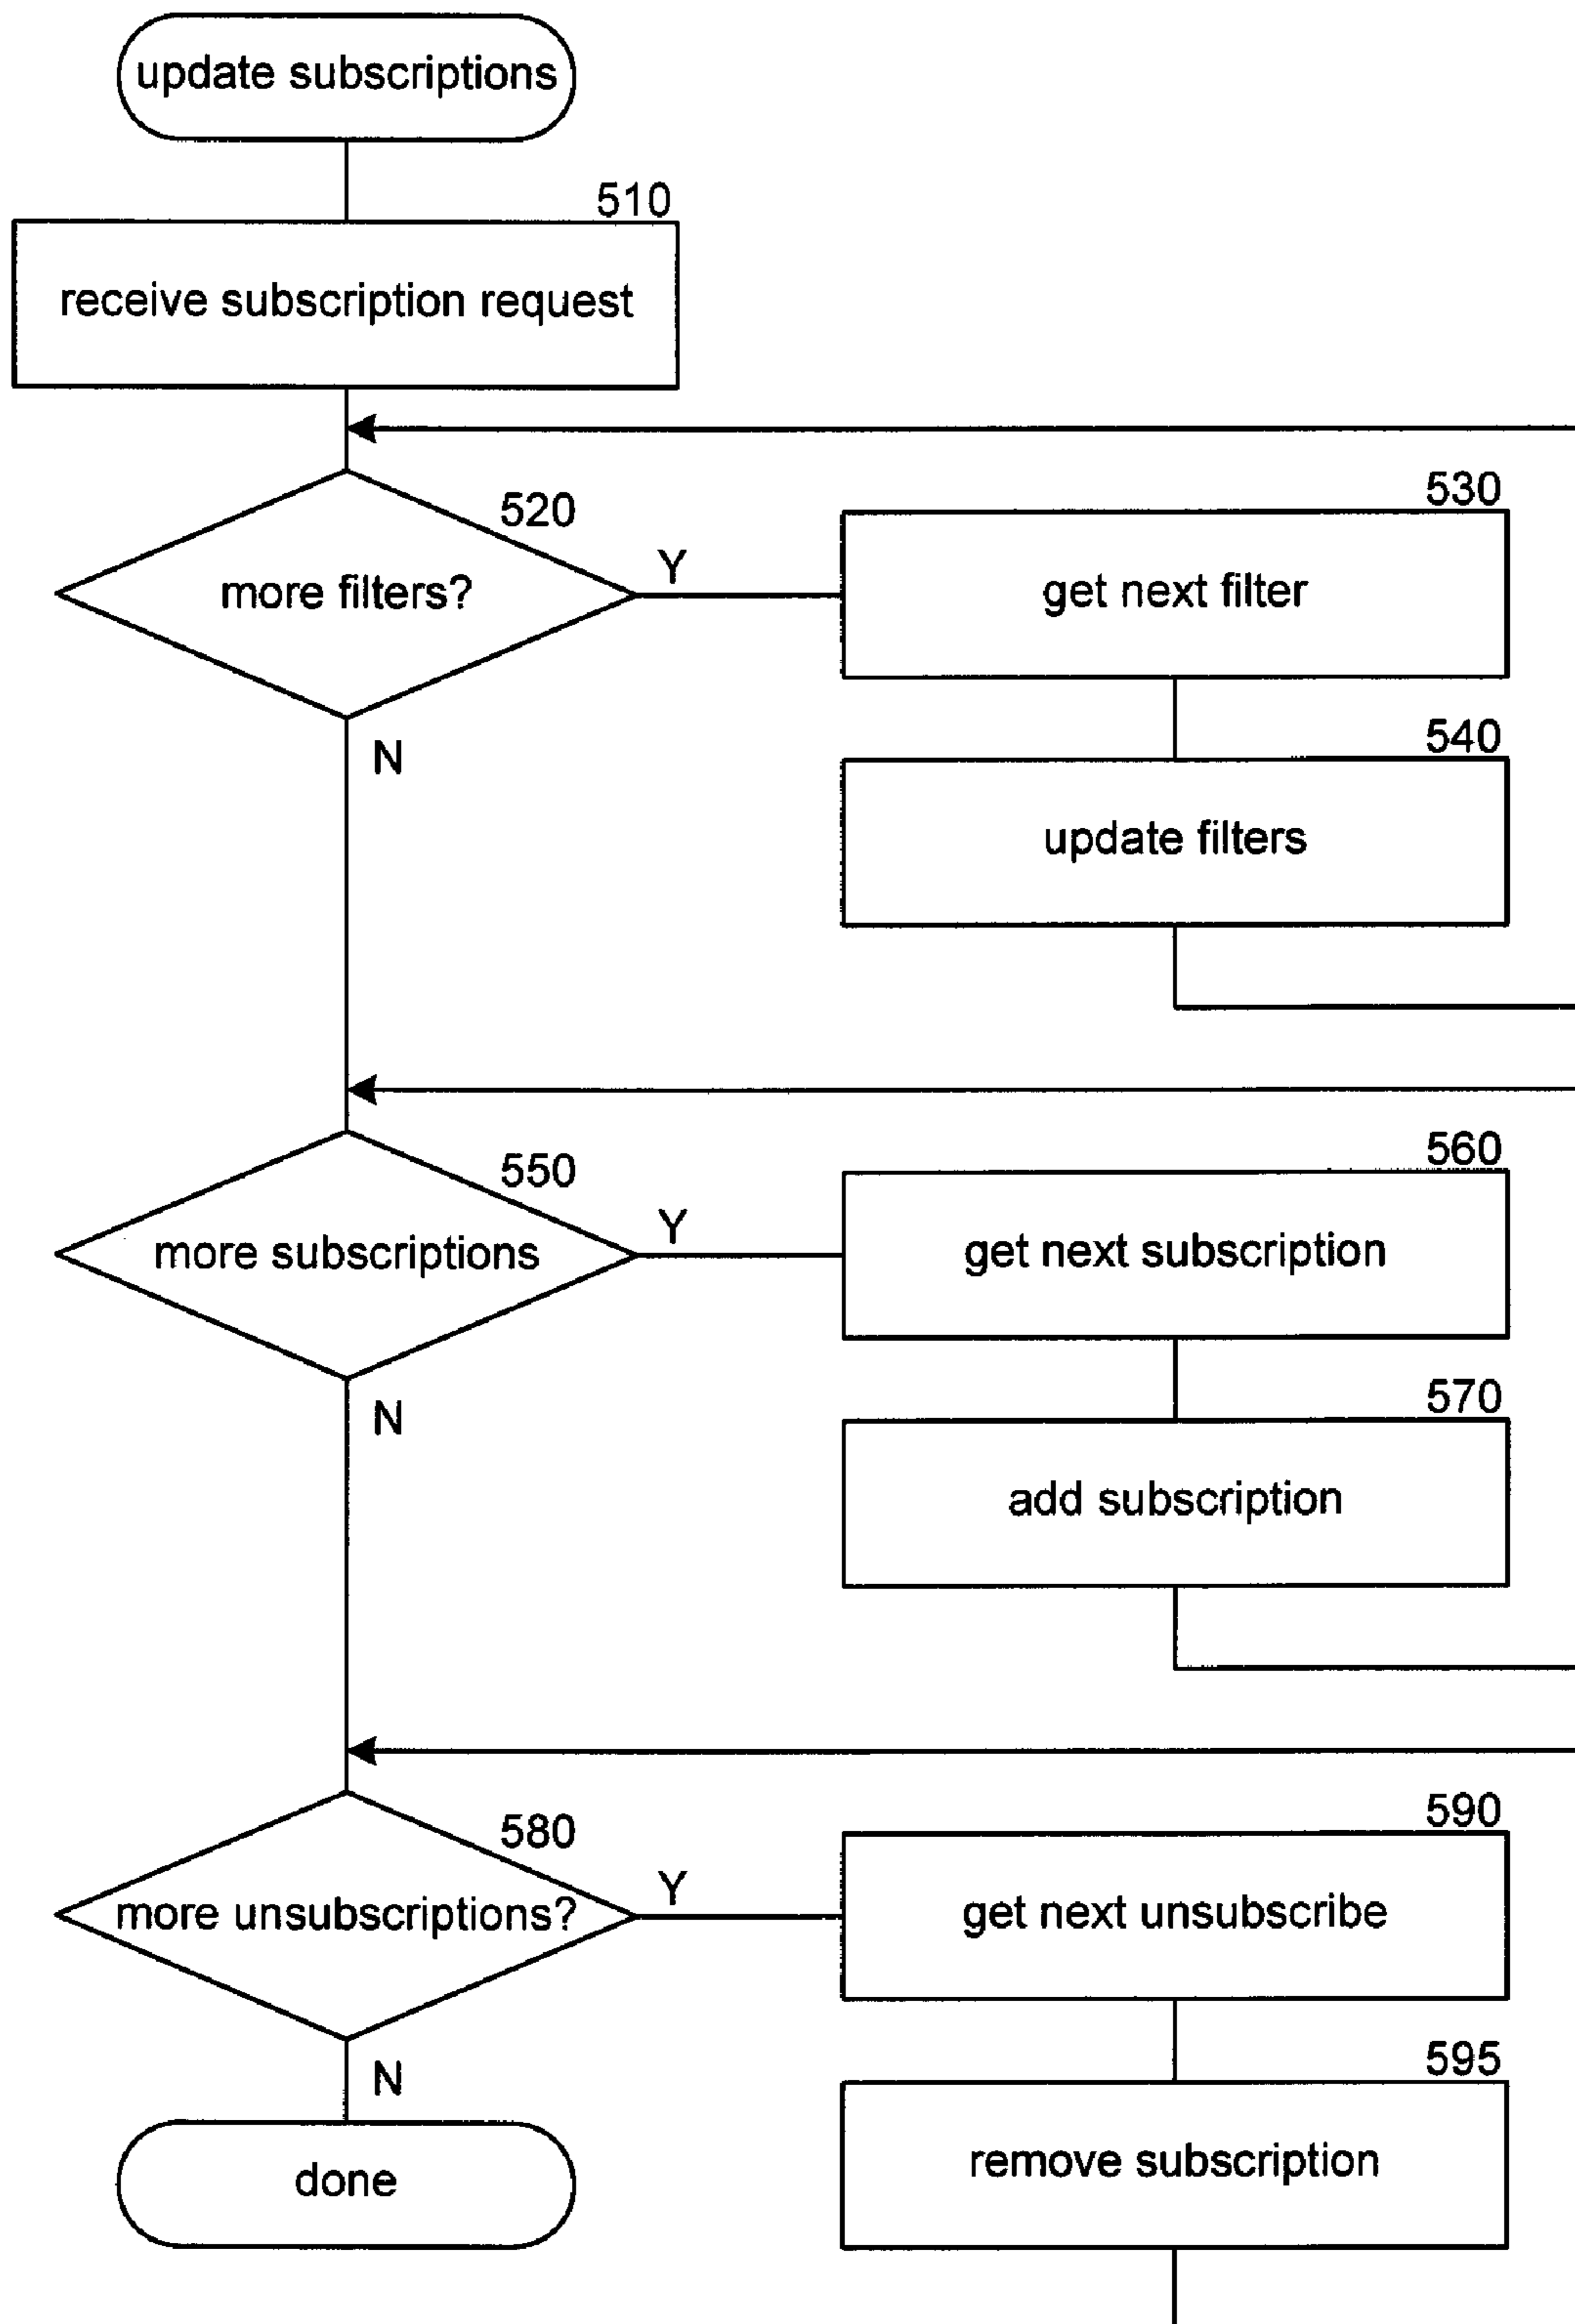 update subscriptions
510
receive subscription request
520
more filters?
Y
N
530
get next filter
540
update filters
550
more subscriptions
Y
N
560
get next subscription
570
add subscription
580
more unsubscriptions?
Y
N
590
get next unsubscribe
595
remove subscription
done